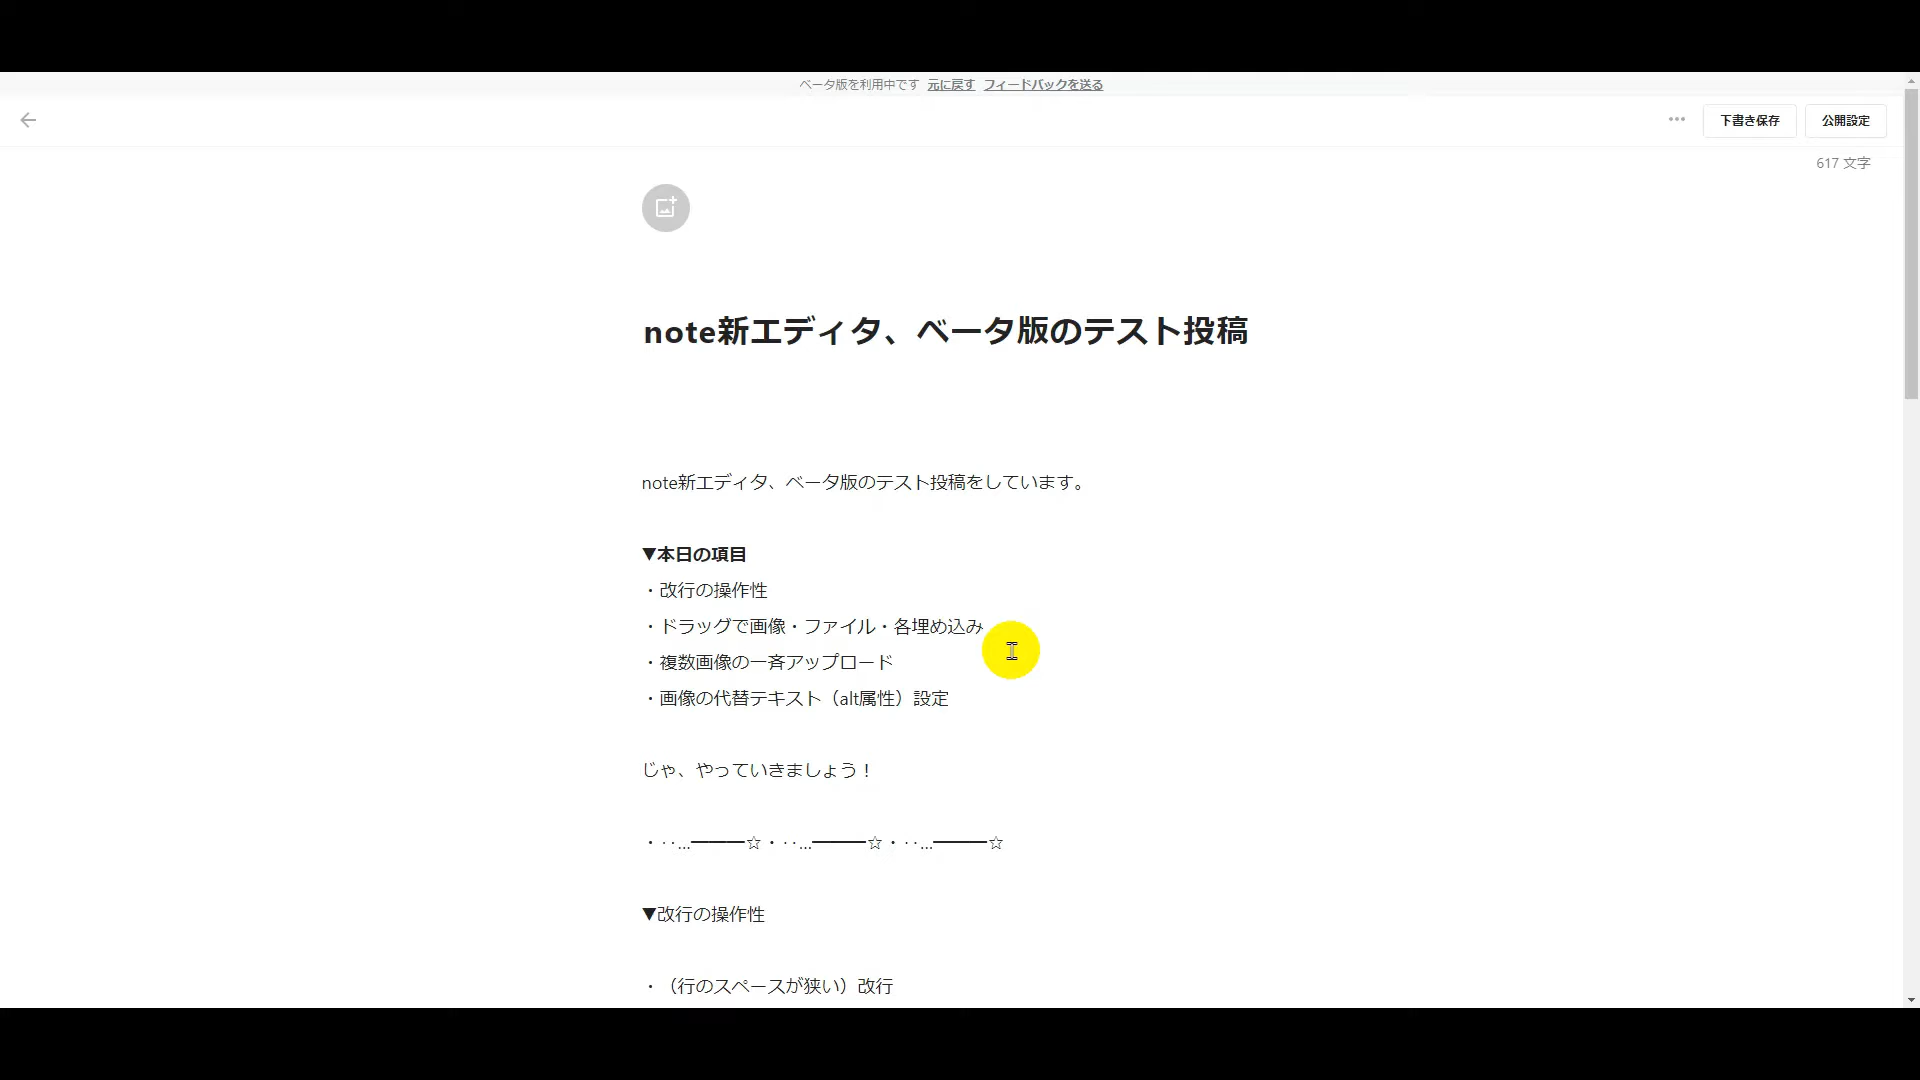 ベータ版を利用中です 元に戻す フィードバックを送る
下書き保存 公開設定
617 文字
note新エディタ、ベータ版のテスト投稿
note新エディタ、ベータ版のテスト投稿をしています。
▼本日の項目
・改行の操作性
・ドラッグで画像・ファイル・各埋め込み
・複数画像の一斉アップロード
・画像の代替テキスト（alt属性）設定
じゃ、やっていきましょう！
・‥…━━━☆・‥…━━━☆・‥…━━━☆
▼改行の操作性
・（行のスペースが狭い）改行